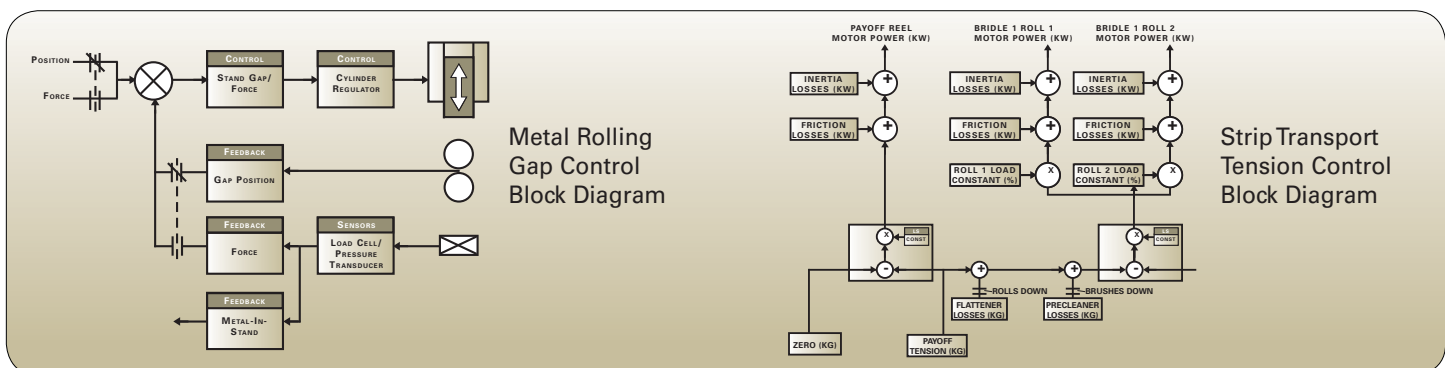 POSITION
FORCE
CONTROL
STAND GAP/
FORCE
CONTROL
CYLINDER
REGULATOR
FEEDBACK
GAP POSITION
FEEDBACK
FORCE
SENSORS
LOAD CELL/
PRESSURE
TRANSDUCER
FEEDBACK
METAL-IN-
STAND
Metal Rolling
Gap Control
Block Diagram
PAYOFF REEL
MOTOR POWER (KW)
BRIDLE 1 ROLL 1
MOTOR POWER (KW)
BRIDLE 1 ROLL 2
MOTOR POWER (KW)
INERTIA
LOSSES (KW)
+
INERTIA
LOSSES (KW)
+
INERTIA
LOSSES (KW)
+
FRICTION
LOSSES (KW)
+
FRICTION
LOSSES (KW)
+
FRICTION
LOSSES (KW)
+
ROLL 1 LOAD
CONSTANT (%)
X
ROLL 2 LOAD
CONSTANT (%)
X
X
LS
CONST
-
X
LS
CONST
-
+
+
ROLLS DOWN
BRUSHES DOWN
FLATTENER
LOSSES (KG)
PRECLEANER
LOSSES (KG)
ZERO (KG)
PAYOFF
TENSION (KG)
Strip Transport
Tension Control
Block Diagram